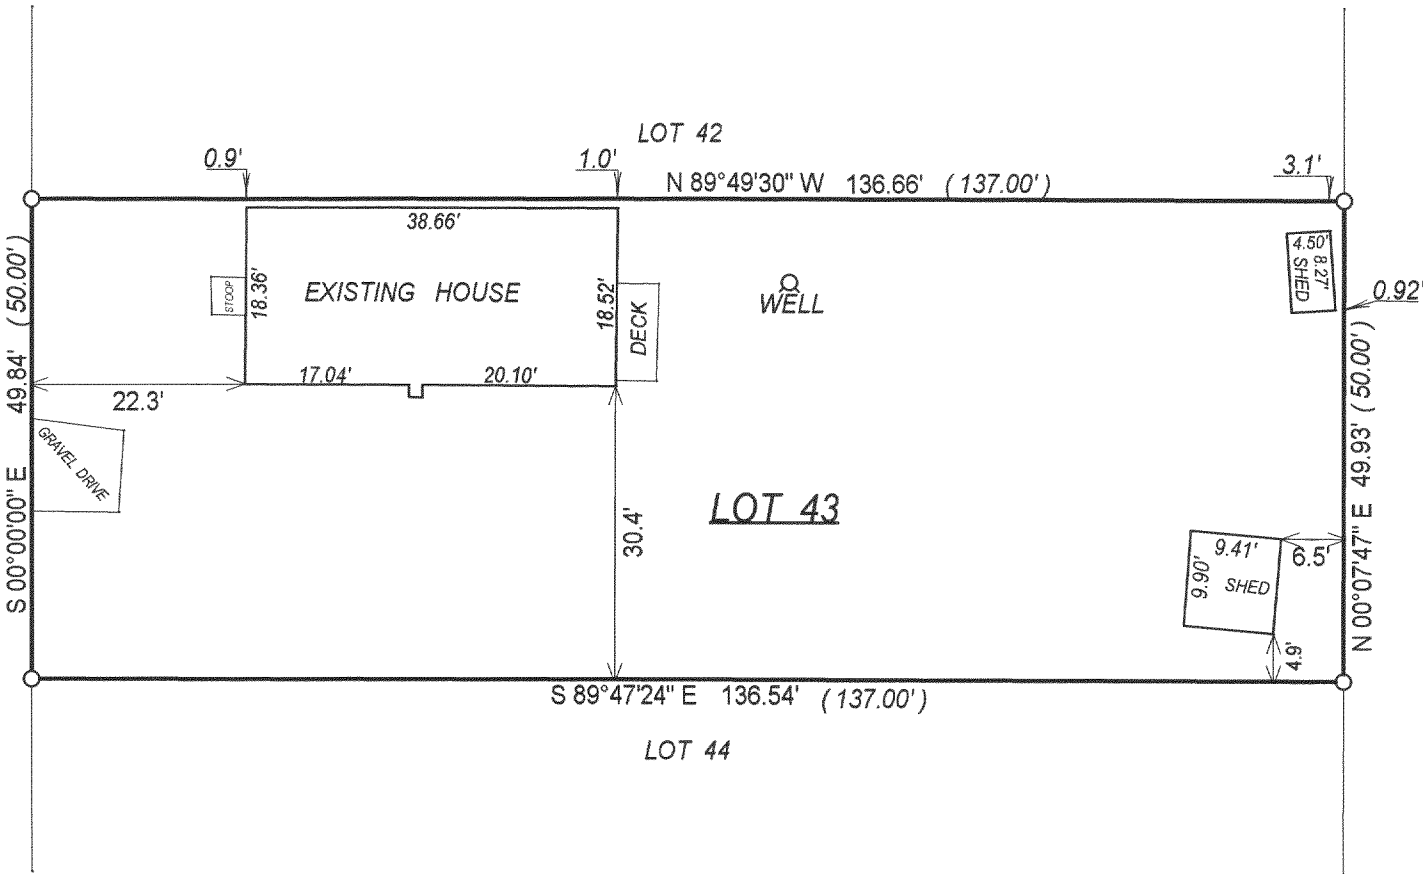 LOT 42
0.9'
1.0'
3.1'
N 89°49'30" W 136.66' (137.00')
38.66'
S 00°00'00" E 49.84' (50.00')
STOOP
18.36'
EXISTING HOUSE
18.52'
DECK
WELL
4.50'
8.27'
SHED
0.92'
17.04'
20.10'
22.3'
GRAVEL DRIVE
30.4'
LOT 43
N 00°07'47" E 49.93' (50.00')
9.41'
9.90'
SHED
6.5'
4.9'
S 89°47'24" E 136.54' (137.00')
LOT 44